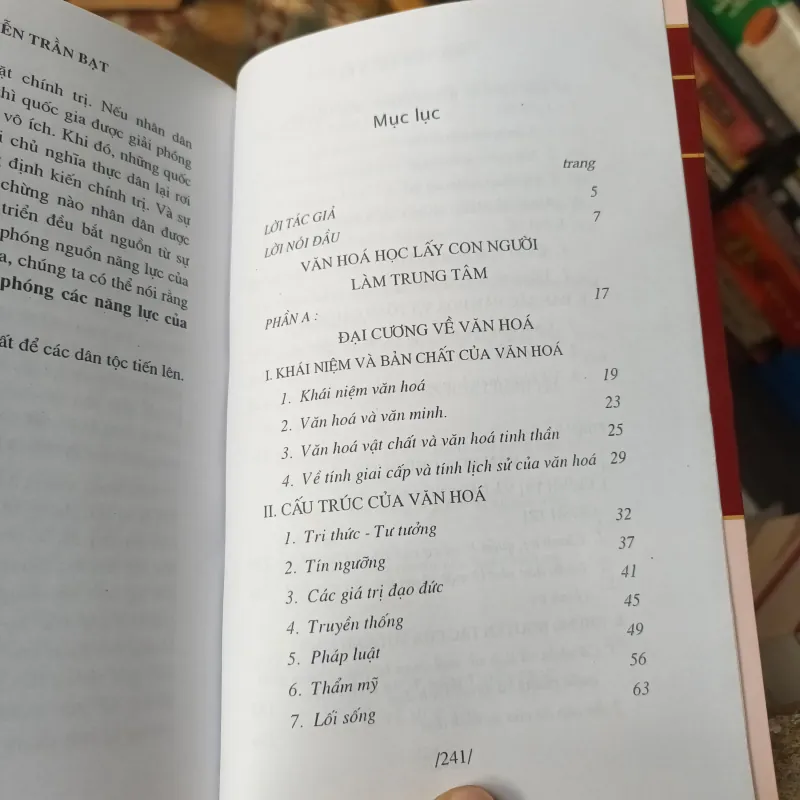 ỄN TRẦN BẠT
ặt chính trị. Nếu nhân dân
hì quốc gia được giải phóng
vô ích. Khi đó, những quốc
i chủ nghĩa thực dân lại rơi
định kiến chính trị. Và sự
chừng nào nhân dân được
triển đều bắt nguồn từ sự
phóng nguồn năng lực của
a, chúng ta có thể nói rằng
phóng các năng lực của
ất để các dân tộc tiến lên.
Mục lục
trang
LỜI TÁC GIẢ 5
LỜI NÓI ĐẦU 7
VĂN HOÁ HỌC LẤY CON NGƯỜI
LÀM TRUNG TÂM
PHẦN A : 17
ĐẠI CƯƠNG VỀ VĂN HOÁ
I. KHÁI NIỆM VÀ BẢN CHẤT CỦA VĂN HOÁ
1. Khái niệm văn hoá 19
2. Văn hoá và văn minh. 23
3. Văn hoá vật chất và văn hoá tinh thần 25
4. Về tính giai cấp và tính lịch sử của văn hoá 29
II. CẤU TRÚC CỦA VĂN HOÁ
1. Tri thức - Tư tưởng 32
2. Tín ngưỡng 37
3. Các giá trị đạo đức 41
4. Truyền thống 45
5. Pháp luật 49
6. Thẩm mỹ 56
7. Lối sống 63
/241/